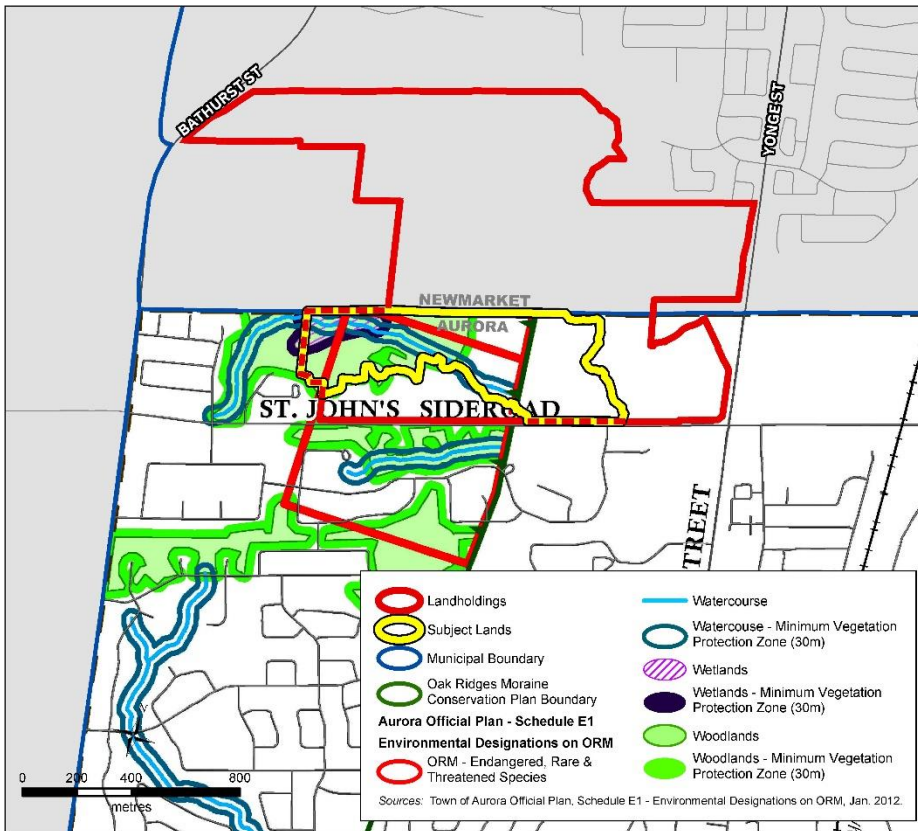 BATHURST ST
YONGE ST
NEWMARKET
AURORA
ST. JOHN'S SIDEROAD
TREET
Landholdings
Subject Lands
Municipal Boundary
Oak Ridges Moraine
Conservation Plan Boundary
Aurora Official Plan - Schedule E1
Environmental Designations on ORM
ORM - Endangered, Rare &
Threatened Species
Watercourse
Watercouse - Minimum Vegetation
Protection Zone (30m)
Wetlands
Wetlands - Minimum Vegetation
Protection Zone (30m)
Woodlands
Woodlands - Minimum Vegetation
Protection Zone (30m)
Sources: Town of Aurora Official Plan, Schedule E1 - Environmental Designations on ORM, Jan. 2012.
0 200 400 800
metres